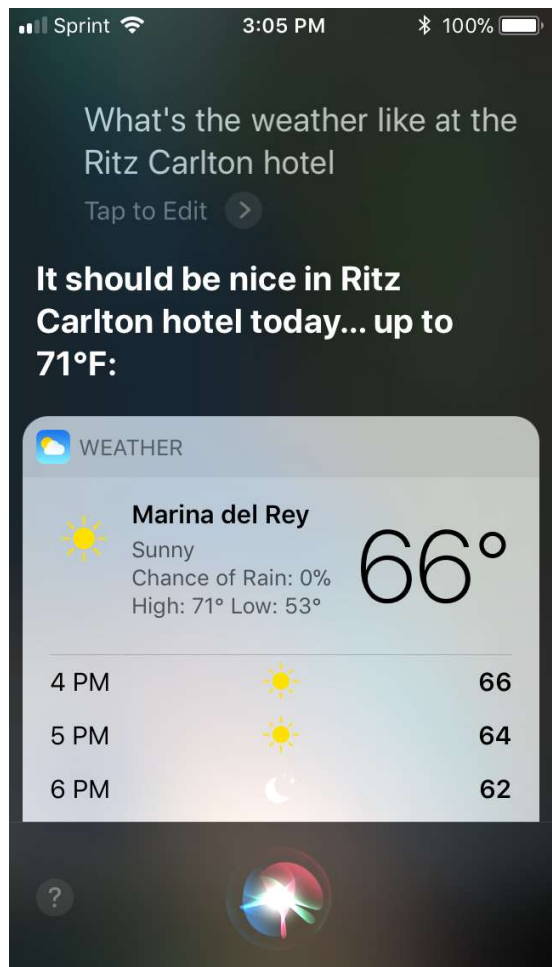 Sprint 3:05 PM 100%
What's the weather like at the
Ritz Carlton hotel
Tap to Edit
It should be nice in Ritz
Carlton hotel today... up to
71°F:
WEATHER
Marina del Rey
Sunny
Chance of Rain: 0%
High: 71° Low: 53°
66°
4 PM 66
5 PM 64
6 PM 62
?